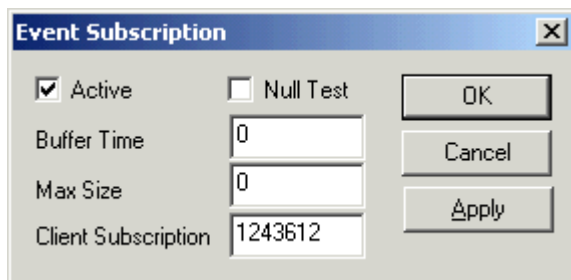 Event Subscription
Active Null Test OK
Buffer Time 0
Cancel
Max Size 0
Apply
Client Subscription 1243612